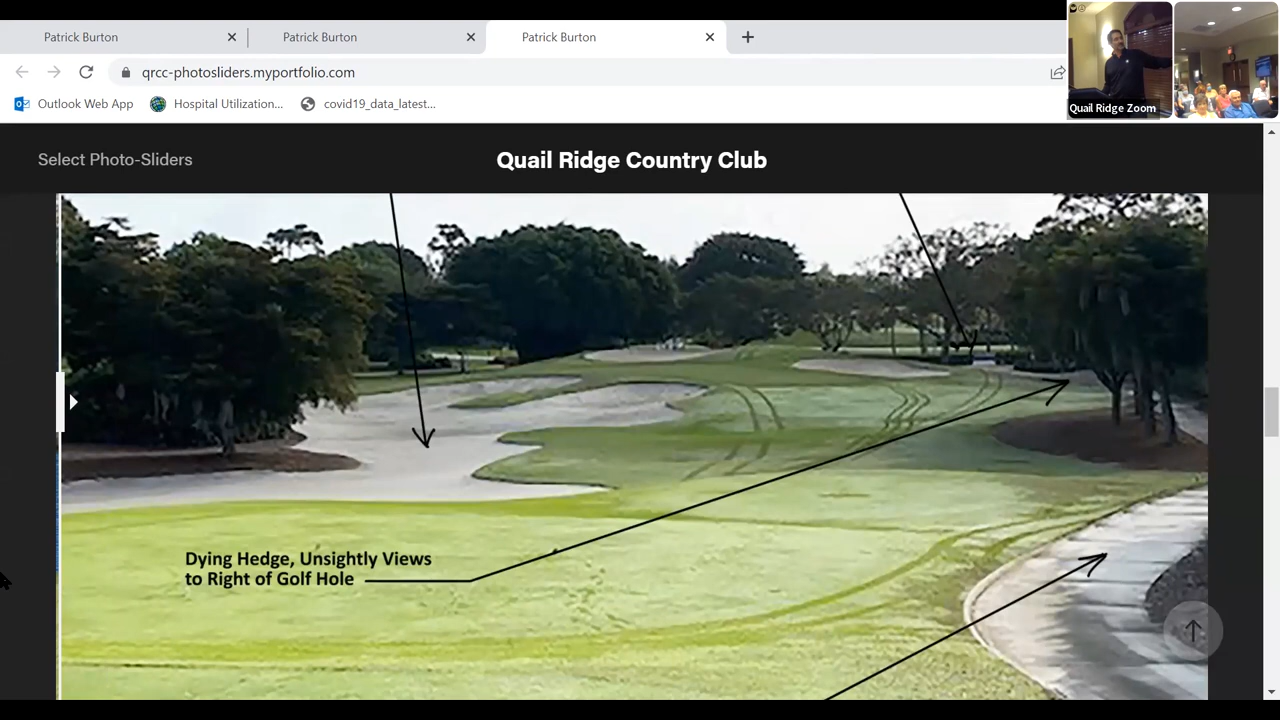 Patrick Burton
Patrick Burton
Patrick Burton
qrcc-photosliders.myportfolio.com
Outlook Web App
Hospital Utilization...
covid19_data_latest...
Quail Ridge Zoom
Select Photo-Sliders
Quail Ridge Country Club
Dying Hedge, Unsightly Views
to Right of Golf Hole